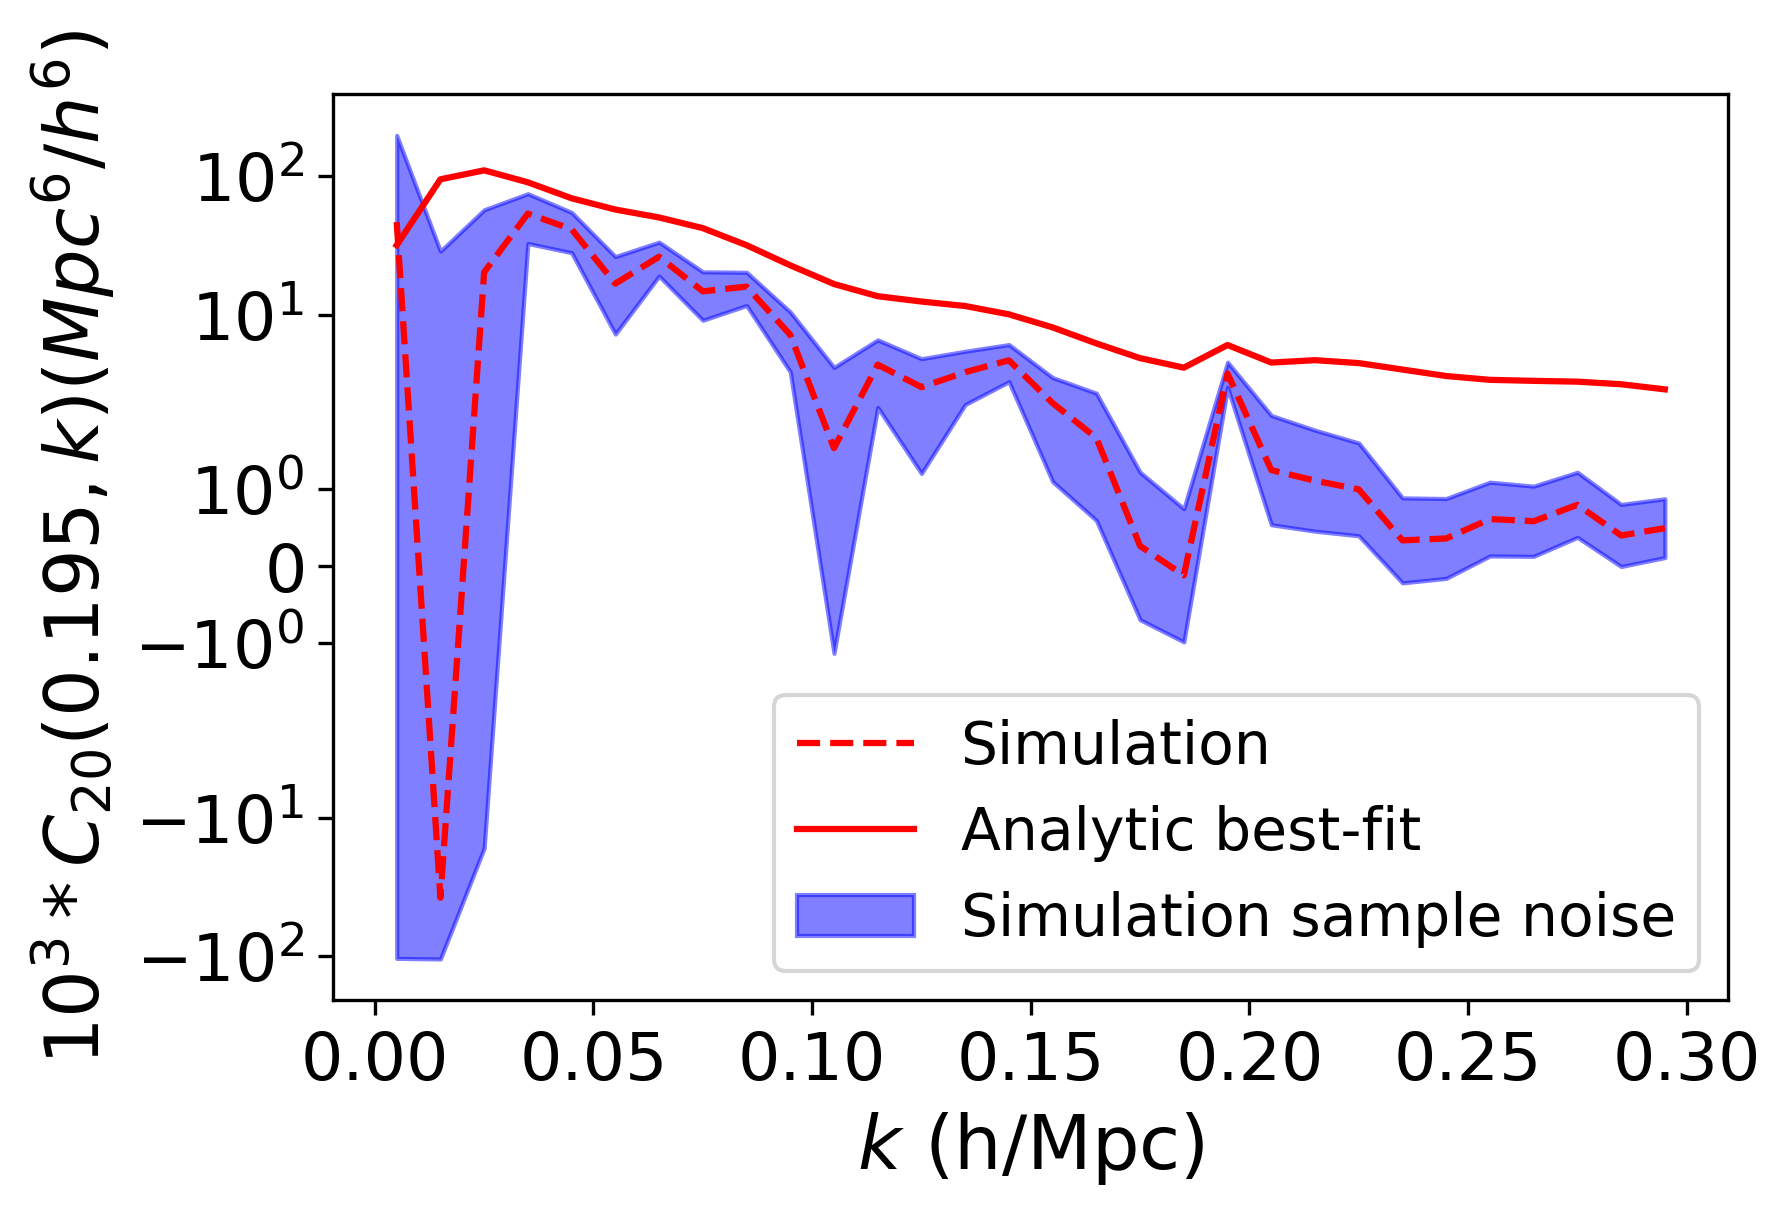 10³ * C₂₀(0.195, k)(Mpc⁶/h⁶)
10²
10¹
10⁰
0
−10⁰
−10¹
−10²
Simulation
Analytic best-fit
Simulation sample noise
0.00 0.05 0.10 0.15 0.20 0.25 0.30
k (h/Mpc)